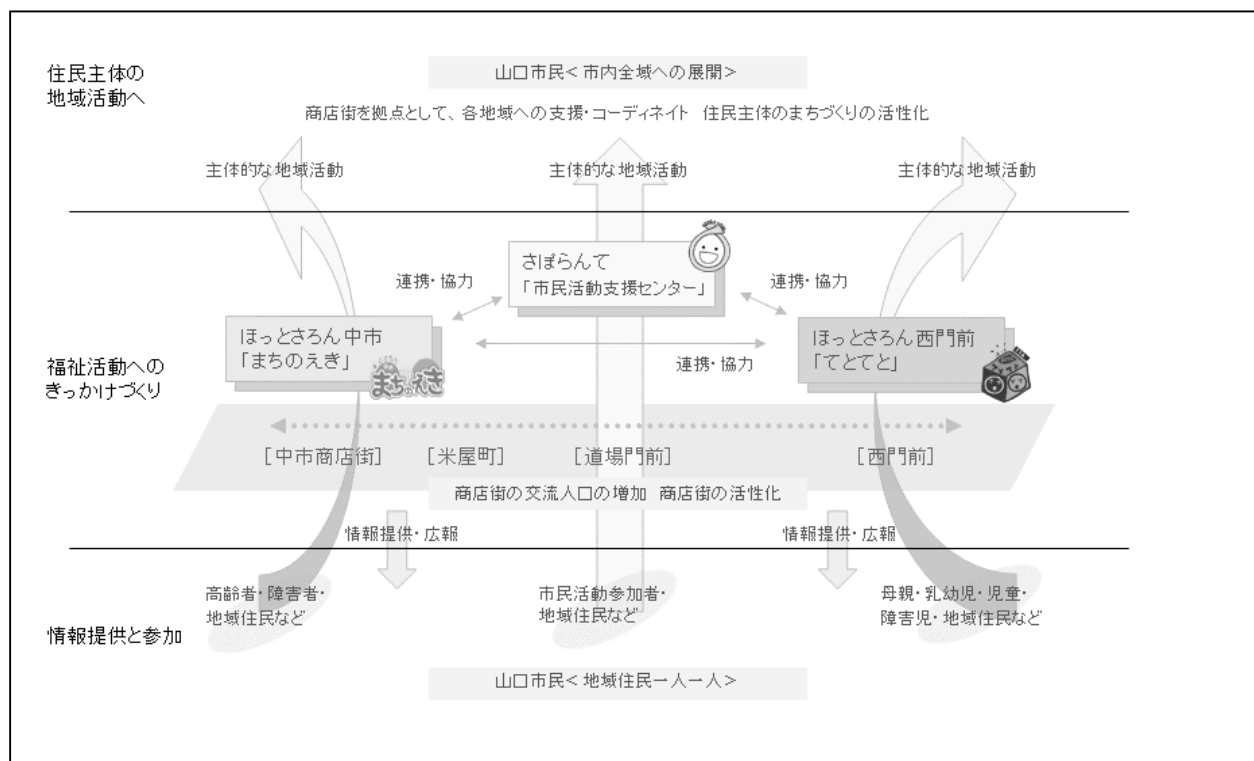 住民主体の
地域活動へ
山口市民<市内全域への展開>
商店街を拠点として、各地域への支援・コーディネイト 住民主体のまちづくりの活性化
主体的な地域活動
主体的な地域活動
主体的な地域活動
さぽらんて
「市民活動支援センター」
連携・協力
連携・協力
ほっとさろん中市
「まちのえき」
まちのえき
ほっとさろん西門前
「てとてと」
連携・協力
福祉活動への
きっかけづくり
[中市商店街]
[米屋町]
[道場門前]
[西門前]
商店街の交流人口の増加 商店街の活性化
情報提供・広報
情報提供・広報
高齢者・障害者・
地域住民など
市民活動参加者・
地域住民など
母親・乳幼児・児童・
障害児・地域住民など
情報提供と参加
山口市民<地域住民一人一人>